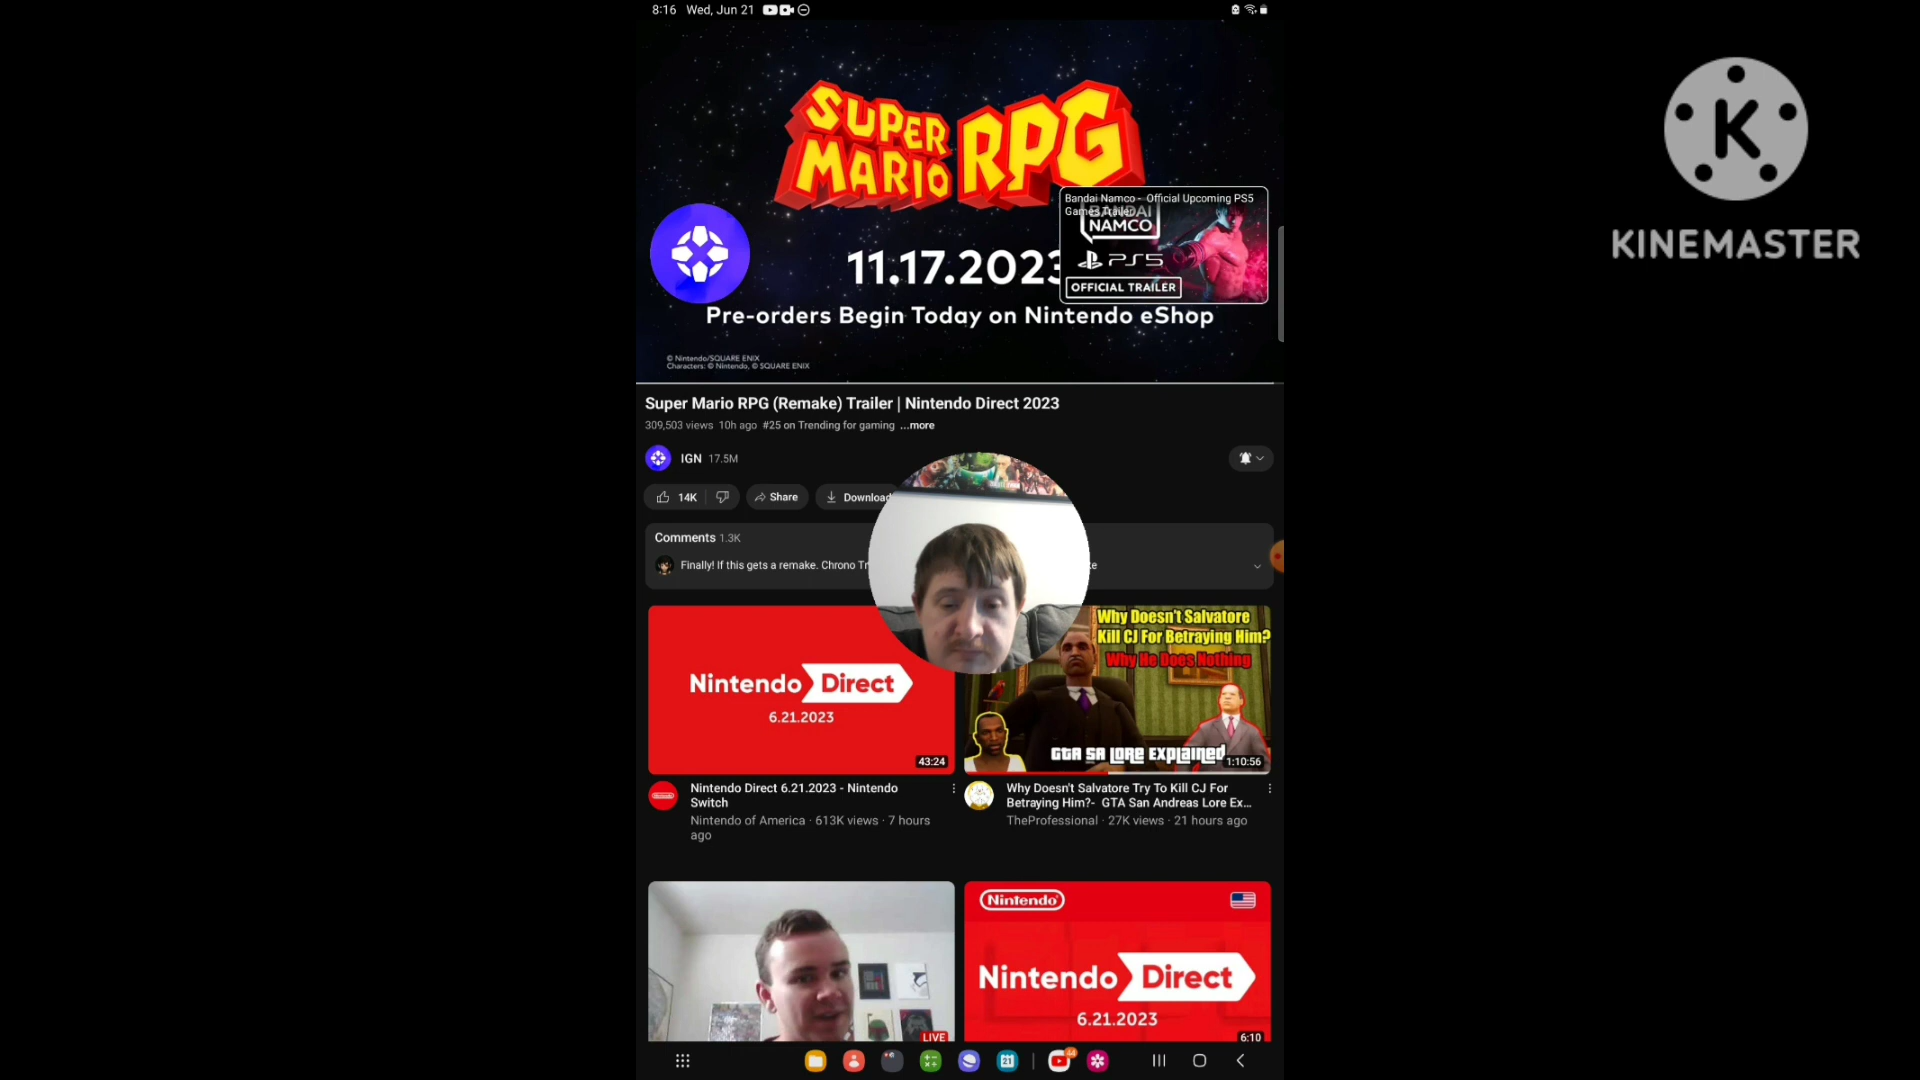 8:16 Wed, Jun 21
SUPER
MARIO RPG
11.17.2023
Pre-orders Begin Today on Nintendo eShop
© Nintendo/SQUARE ENIX
Characters: © Nintendo, © SQUARE ENIX
Bandai Namco - Official Upcoming PS5
Games Trailer
BANDAI
NAMCO
PS5
OFFICIAL TRAILER
K
KINEMASTER
Super Mario RPG (Remake) Trailer | Nintendo Direct 2023
309,503 views 10h ago #25 on Trending for gaming ...more
IGN 17.5M
14K Share Download
Comments 1.3K
Finally! If this gets a remake. Chrono
Nintendo Direct
6.21.2023
43:24
Why Doesn't Salvatore
Kill CJ For Betraying Him?
Why He Does Nothing
GTA SA LORE EXPLAINED
1:10:56
Nintendo Direct 6.21.2023 - Nintendo
Switch
Nintendo of America · 613K views · 7 hours
ago
Why Doesn't Salvatore Try To Kill CJ For
Betraying Him?- GTA San Andreas Lore Ex...
TheProfessional · 27K views · 21 hours ago
LIVE
Nintendo
Nintendo Direct
6.21.2023
6:10
21
44